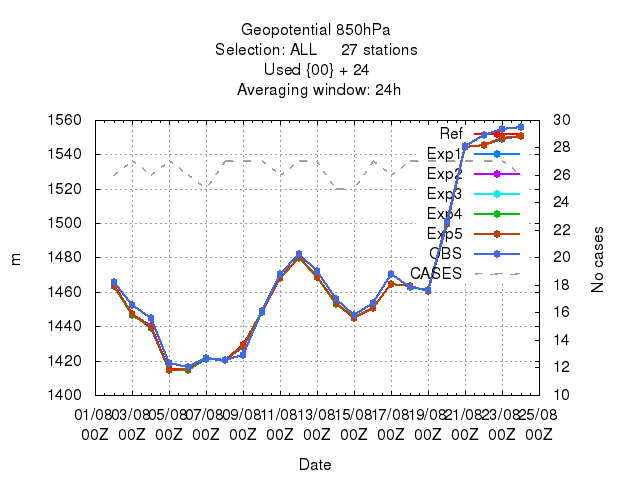 Geopotential 850hPa
Selection: ALL 27 stations
Used {00} + 24
Averaging window: 24h
1560
1540
1520
1500
1480
1460
1440
1420
1400
m
30
28
26
24
22
20
18
16
14
12
10
No cases
Ref
Exp1
Exp2
Exp3
Exp4
Exp5
OBS
CASES
01/08 03/08 05/08 07/08 09/08 11/08 13/08 15/08 17/08 19/08 21/08 23/08 25/08
00Z 00Z 00Z 00Z 00Z 00Z 00Z 00Z 00Z 00Z 00Z 00Z 00Z
Date